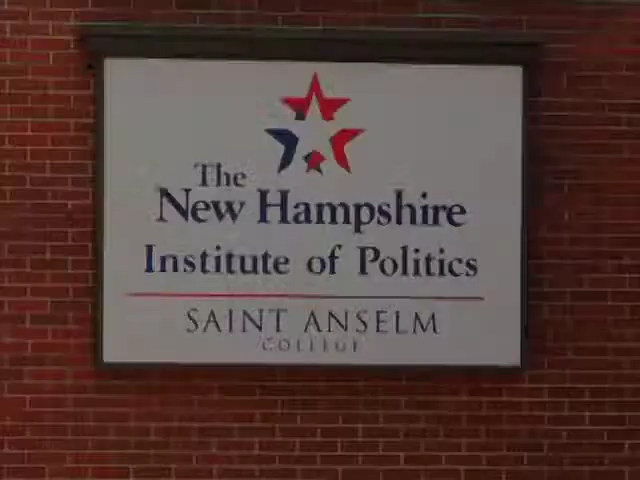 The
New Hampshire
Institute of Politics
SAINT ANSELM
COLLEGE